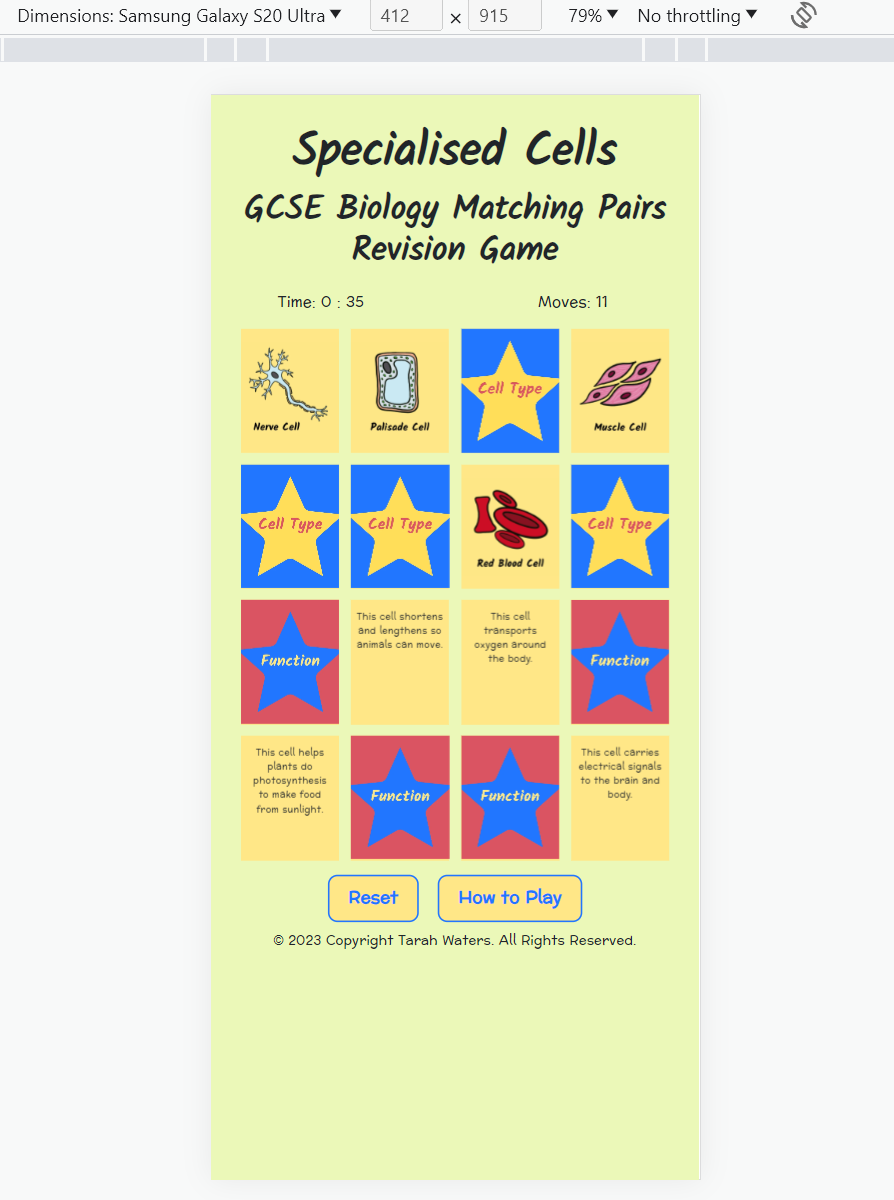 Dimensions: Samsung Galaxy S20 Ultra 412 × 915 79% No throttling
Specialised Cells
GCSE Biology Matching Pairs
Revision Game
Time: 0 : 35 Moves: 11
Nerve Cell
Palisade Cell
Cell Type
Muscle Cell
Cell Type
Cell Type
Red Blood Cell
Cell Type
Function
This cell shortens
and lengthens so
animals can move.
This cell
transports
oxygen around
the body.
Function
This cell helps
plants do
photosynthesis
to make food
from sunlight.
Function
Function
This cell carries
electrical signals
to the brain and
body.
Reset
How to Play
© 2023 Copyright Tarah Waters. All Rights Reserved.